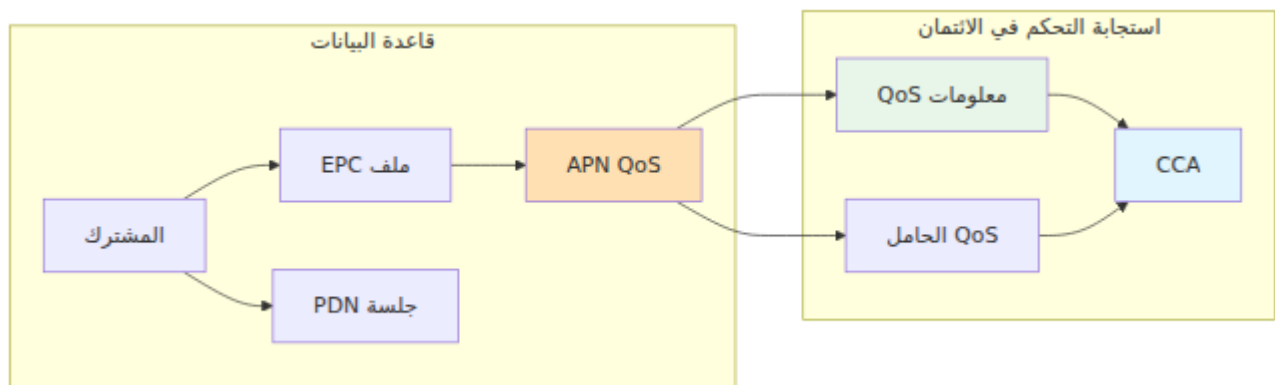 قاعدة البيانات
المشترك
ملف EPC
جلسة PDN
APN QoS
استجابة التحكم في الائتمان
معلومات QoS
QoS الحامل
CCA